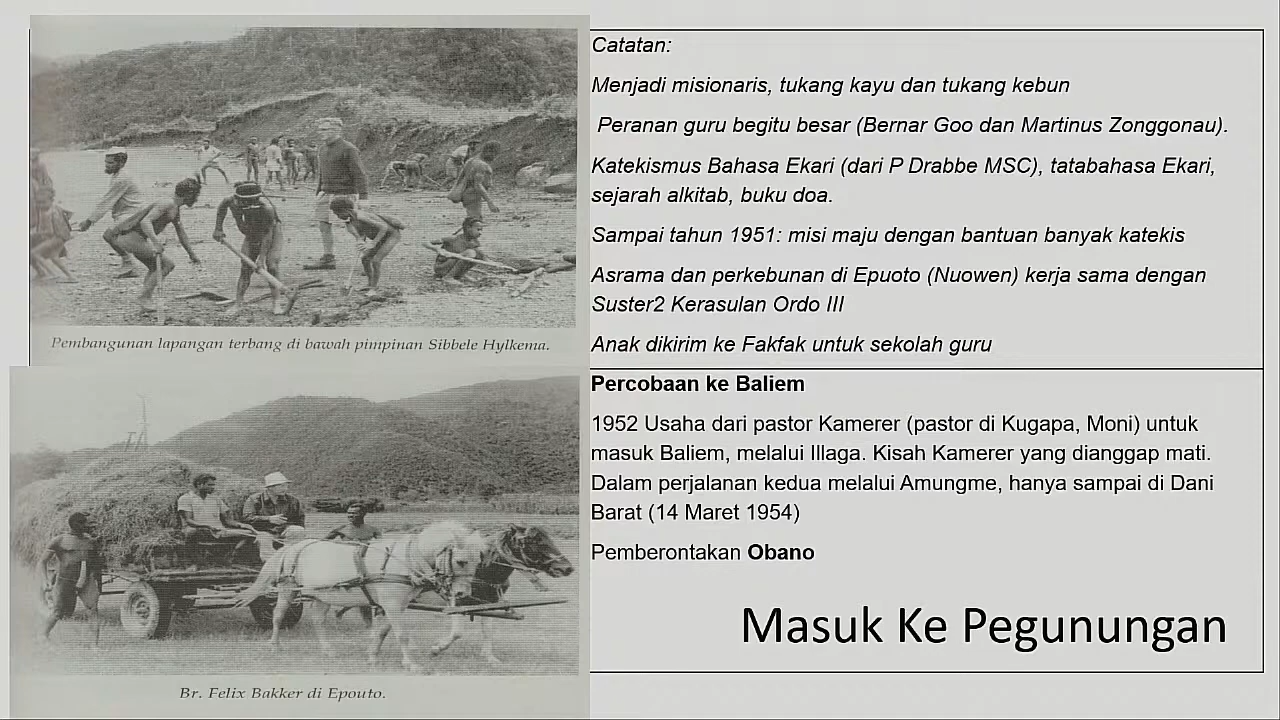 Catatan:
Menjadi misionaris, tukang kayu dan tukang kebun
Peranan guru begitu besar (Bernar Goo dan Martinus Zonggonau).
Katekismus Bahasa Ekari (dari P Drabbe MSC), tatabahasa Ekari,
sejarah alkitab, buku doa.
Sampai tahun 1951: misi maju dengan bantuan banyak katekis
Asrama dan perkebunan di Epuoto (Nuowen) kerja sama dengan
Suster2 Kerasulan Ordo III
Anak dikirim ke Fakfak untuk sekolah guru
Pembangunan lapangan terbang di bawah pimpinan Sibbele Hylkema.
Percobaan ke Baliem
1952 Usaha dari pastor Kamerer (pastor di Kugapa, Moni) untuk
masuk Baliem, melalui Illaga. Kisah Kamerer yang dianggap mati.
Dalam perjalanan kedua melalui Amungme, hanya sampai di Dani
Barat (14 Maret 1954)
Pemberontakan Obano
Masuk Ke Pegunungan
Br. Felix Bakker di Epouto.